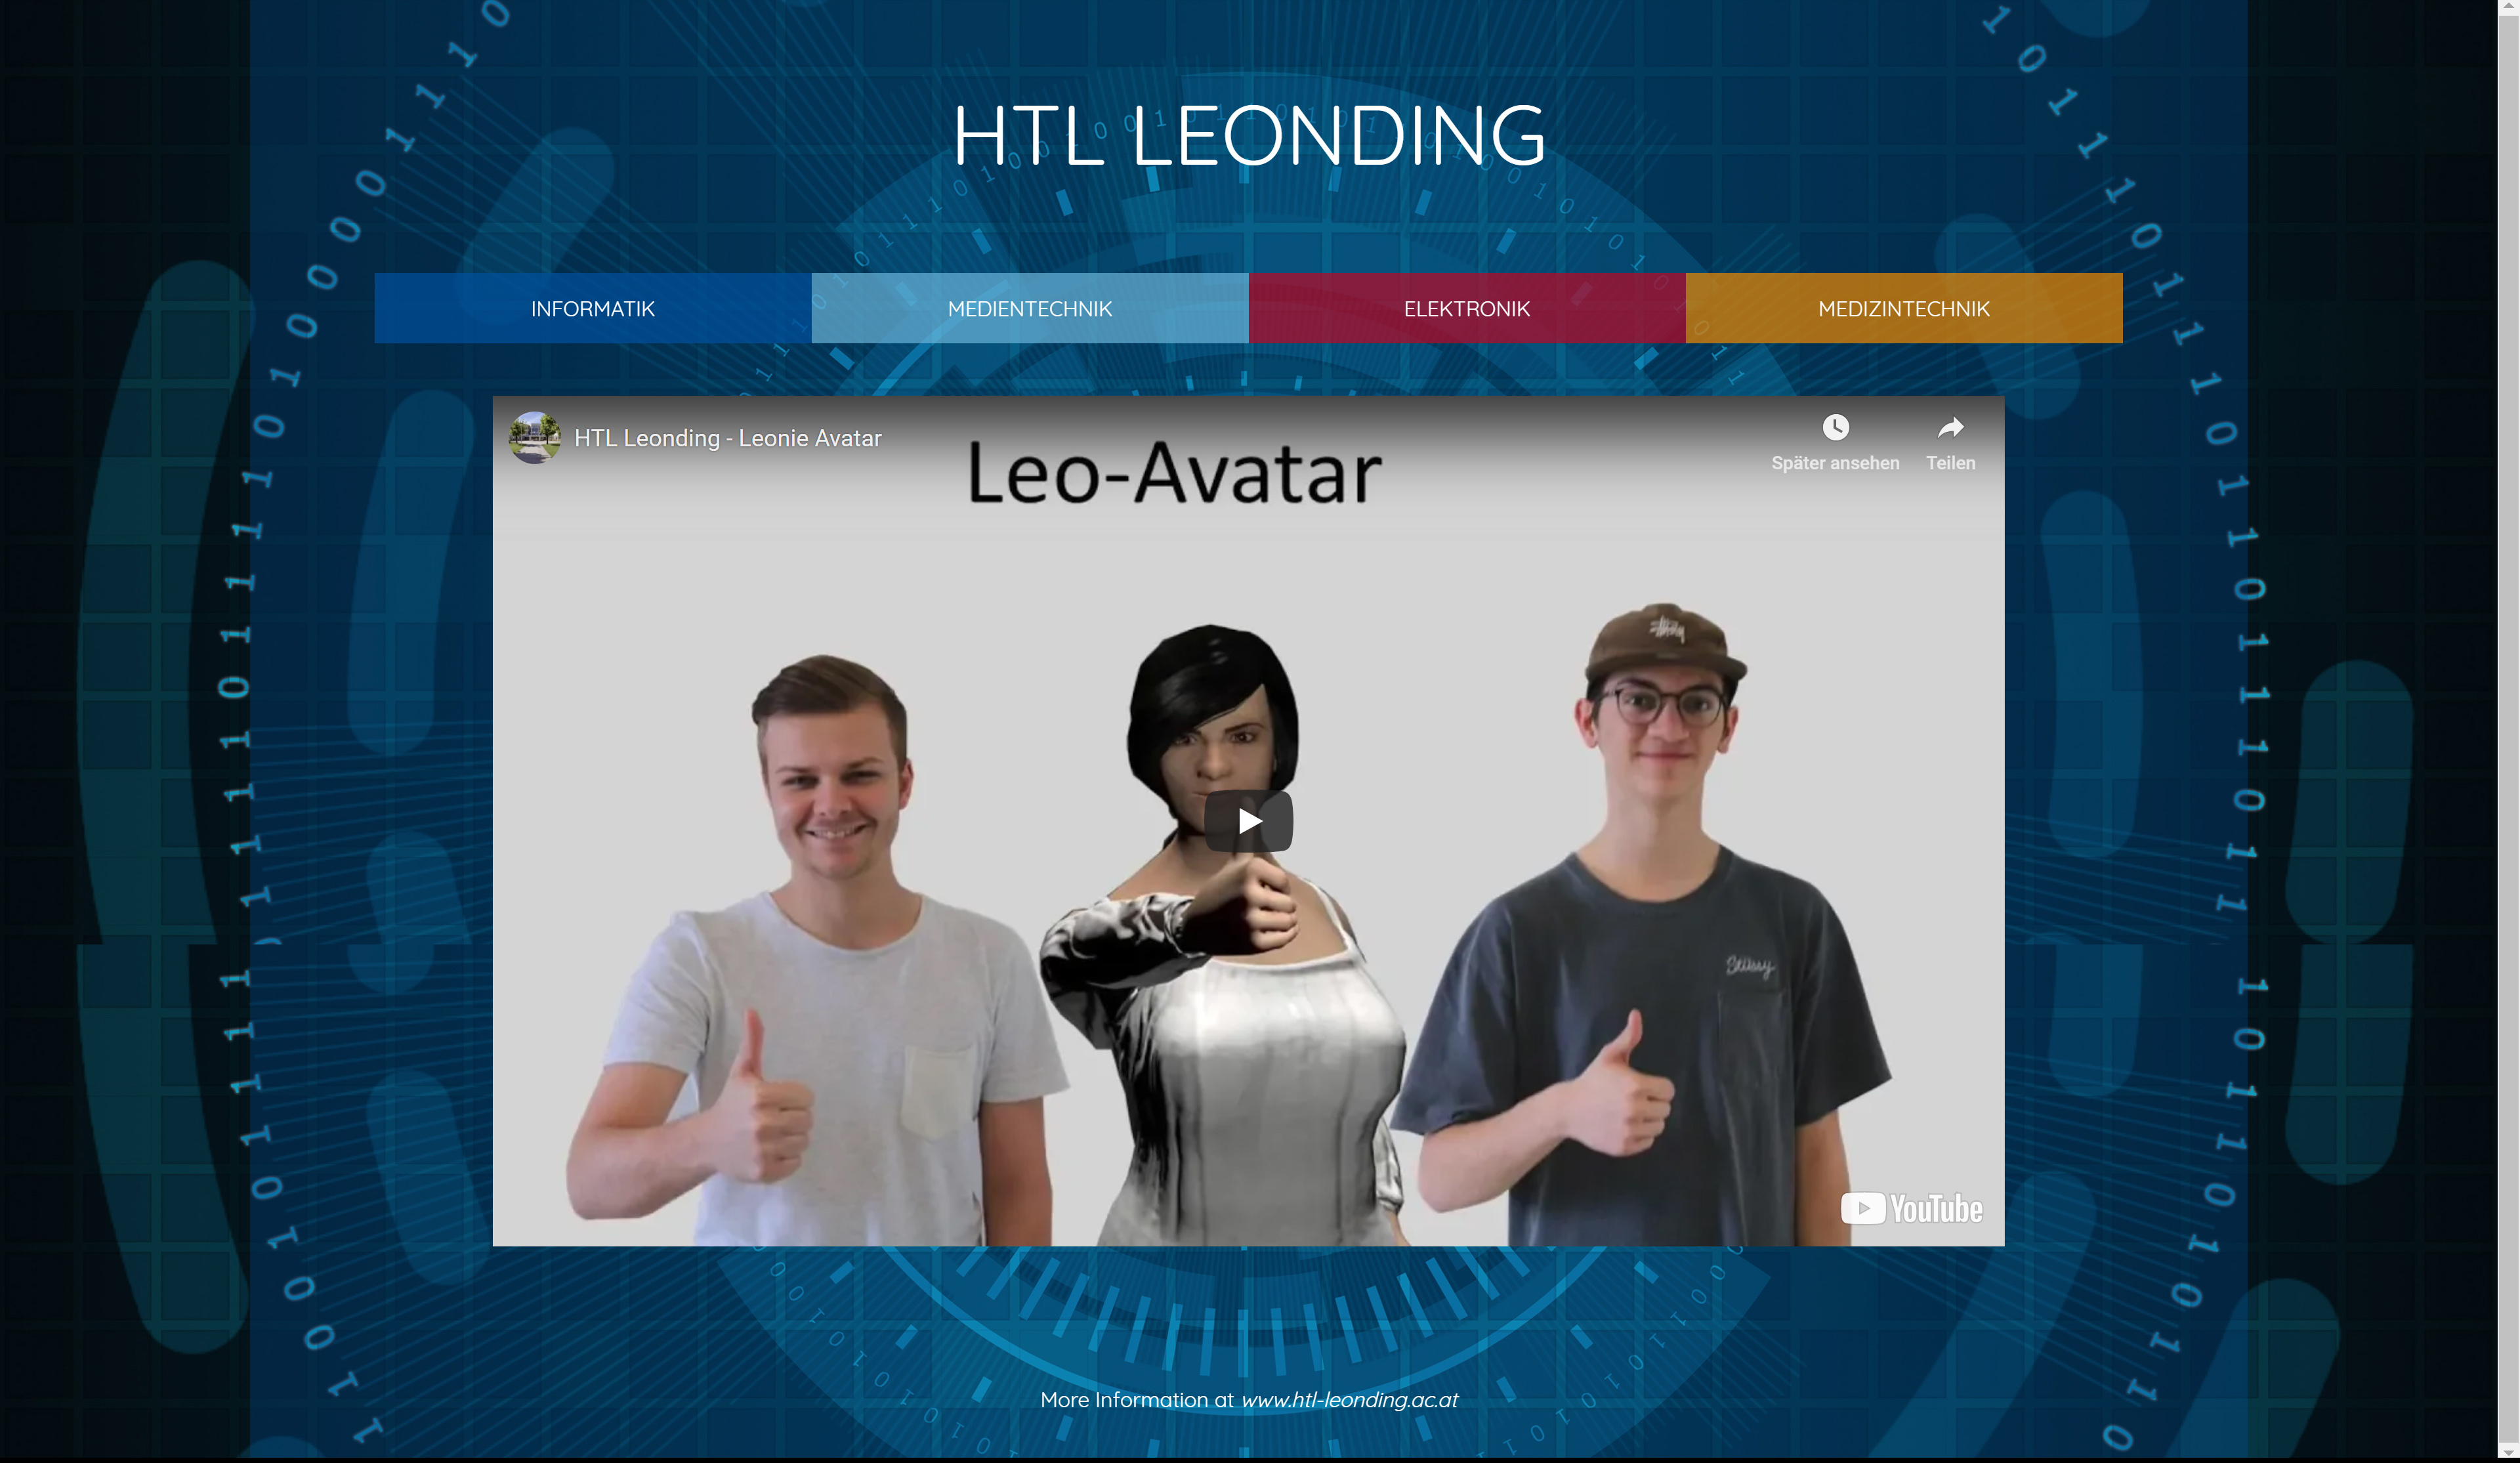 HTL LEONDING
INFORMATIK
MEDIENTECHNIK
ELEKTRONIK
MEDIZINTECHNIK
HTL Leonding - Leonie Avatar
Später ansehen
Teilen
Leo-Avatar
Stüssy
YouTube
More Information at www.htl-leonding.ac.at